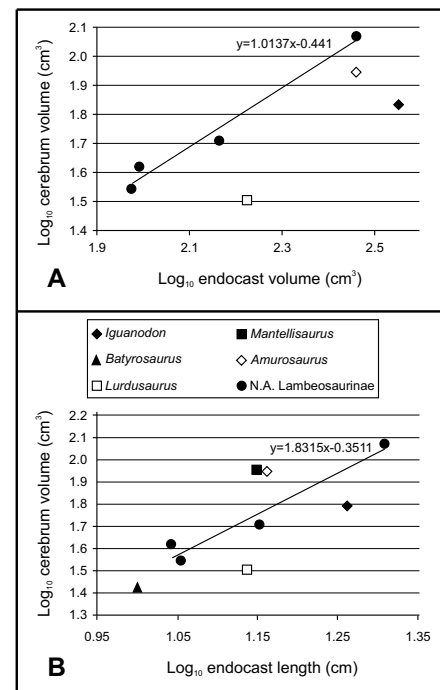 2.1
2.0
1.9
1.8
1.7
1.6
1.5
1.4
Log₁₀ cerebrum volume (cm³)
y=1.0137x-0.441
1.9 2.1 2.3 2.5
A
Log₁₀ endocast volume (cm³)
Iguanodon Mantellisaurus
Batyrosaurus Amurosaurus
Lurdusaurus N.A. Lambeosaurinae
2.2
2.1
2.0
1.9
1.8
1.7
1.6
1.5
1.4
1.3
Log₁₀ cerebrum volume (cm³)
y=1.8315x-0.3511
0.95 1.05 1.15 1.25 1.35
B
Log₁₀ endocast length (cm)